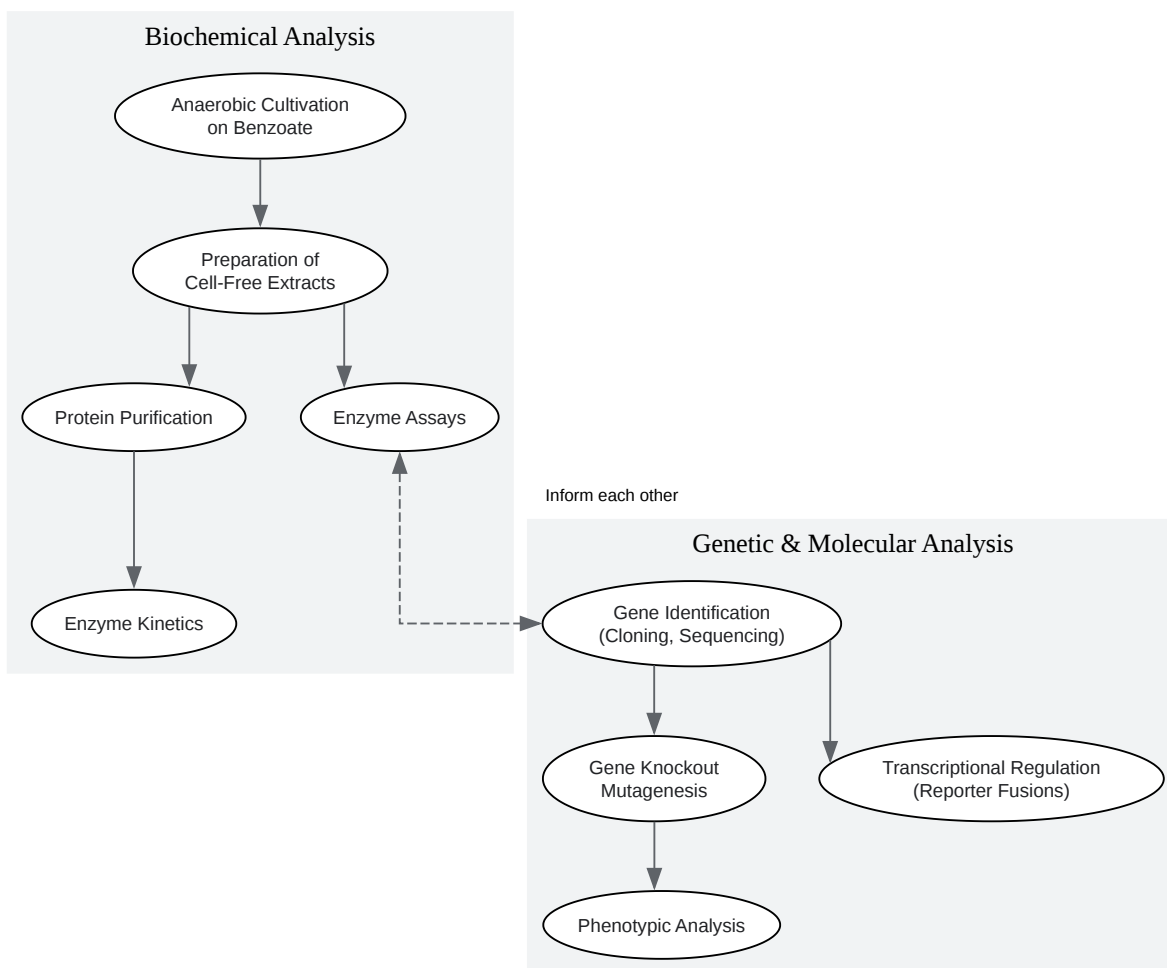 Biochemical Analysis
Anaerobic Cultivation
on Benzoate
Preparation of
Cell-Free Extracts
Protein Purification
Enzyme Assays
Enzyme Kinetics
Inform each other
Genetic & Molecular Analysis
Gene Identification
(Cloning, Sequencing)
Gene Knockout
Mutagenesis
Transcriptional Regulation
(Reporter Fusions)
Phenotypic Analysis